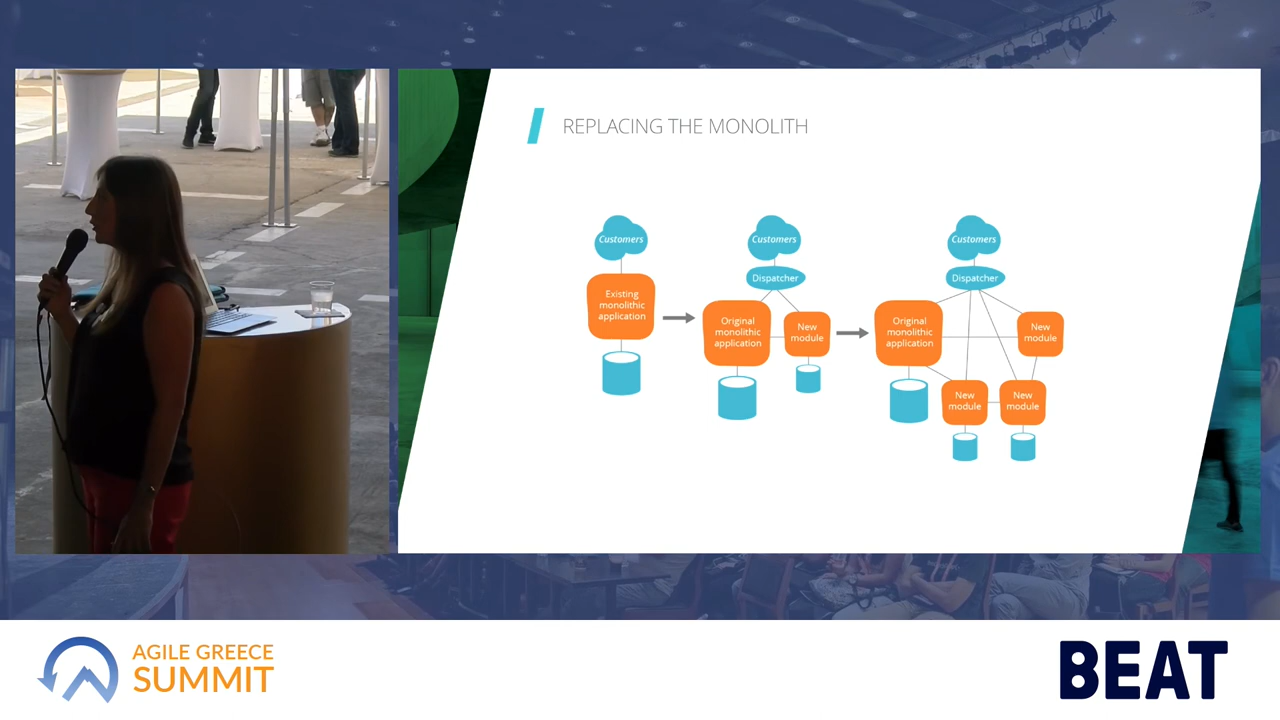 REPLACING THE MONOLITH
Customers
Existing
monolithic
application
Customers
Dispatcher
Original
monolithic
application
New
module
Customers
Dispatcher
Original
monolithic
application
New
module
New
module
New
module
AGILE GREECE
SUMMIT
BEAT